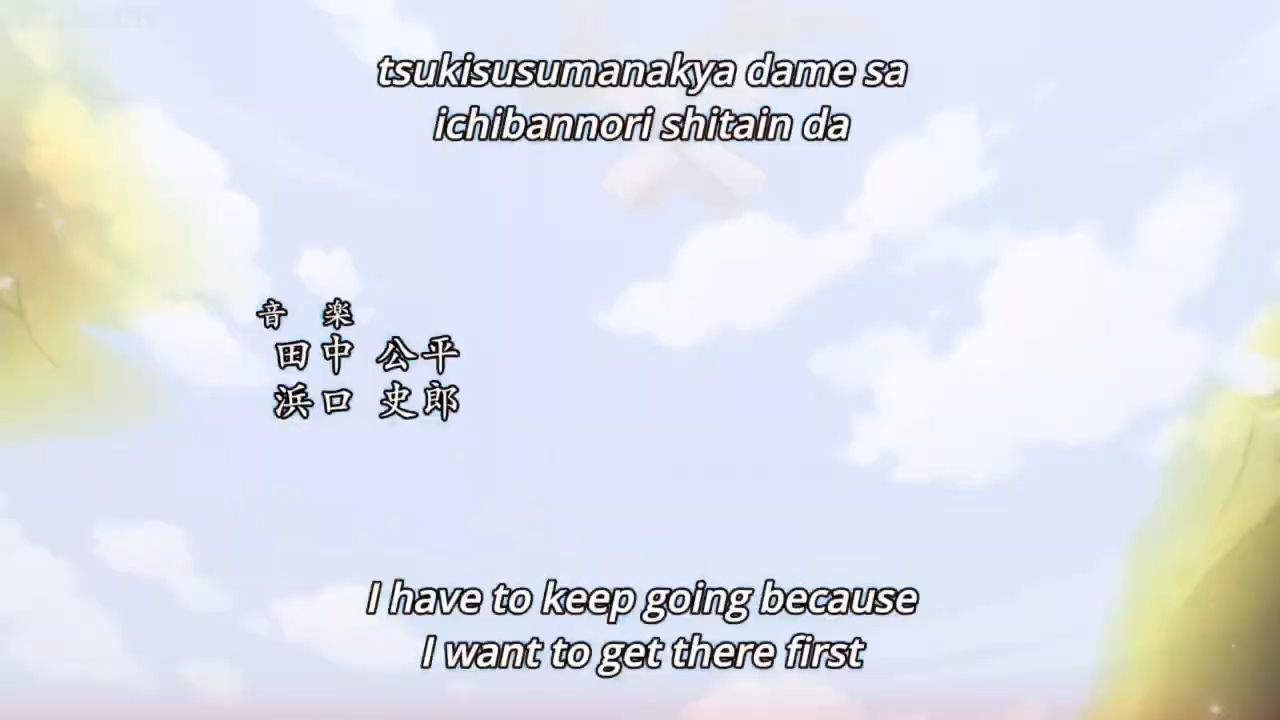 tsukisusumanakya dame sa
ichibannori shitain da
音 楽
田中 公平
浜口 史郎
I have to keep going because
I want to get there first